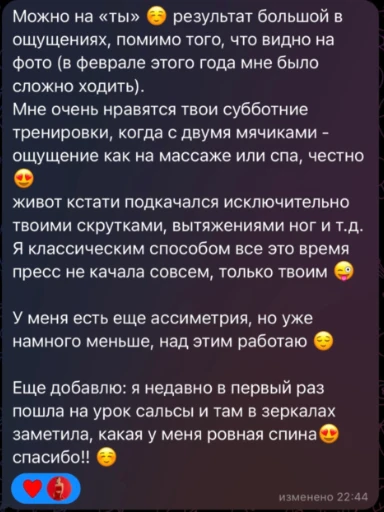 Можно на «ты» ☺️ результат большой в
ощущениях, помимо того, что видно на
фото (в феврале этого года мне было
сложно ходить).
Мне очень нравятся твои субботние
тренировки, когда с двумя мячиками -
ощущение как на массаже или спа, честно
😍
живот кстати подкачался исключительно
твоими скрутками, вытяжениями ног и т.д.
Я классическим способом все это время
пресс не качала совсем, только твоим 😜
У меня есть еще ассиметрия, но уже
намного меньше, над этим работаю 😌
Еще добавлю: я недавно в первый раз
пошла на урок сальсы и там в зеркалах
заметила, какая у меня ровная спина😍
спасибо!! ☺️
изменено 22:44